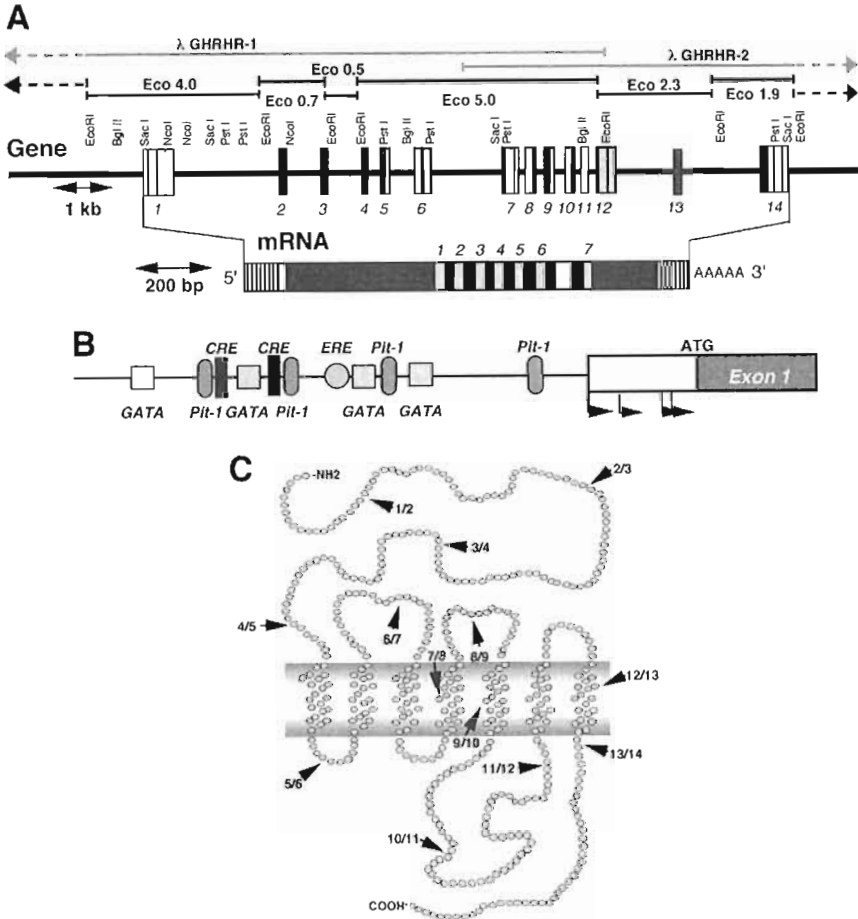 A
λ GHRHR-1
λ GHRHR-2
Eco 0.5
Eco 4.0
Eco 0.7
Eco 5.0
Eco 2.3
Eco 1.9
EcoRI
Bgl II
Sac I
NcoI
NcoI
Sac I
Pst I
Pst I
EcoRI
NcoI
EcoRI
EcoRI
Pst I
Bgl II
Pst I
Sac I
Pst I
Bgl II
EcoRI
EcoRI
Pst I
Sac I
EcoRI
Gene
1 kb
1 2 3 4 5 6 7 8 9 10 11 12 13 14
mRNA
1 2 3 4 5 6 7
200 bp
5'
AAAAA 3'
B
CRE CRE ERE Pit-1 Pit-1 ATG
Exon 1
GATA Pit-1 GATA Pit-1 GATA GATA
C
-NH2
2/3
1/2
3/4
4/5
6/7
7/8
8/9
12/13
9/10
13/14
5/6
11/12
10/11
COOH-